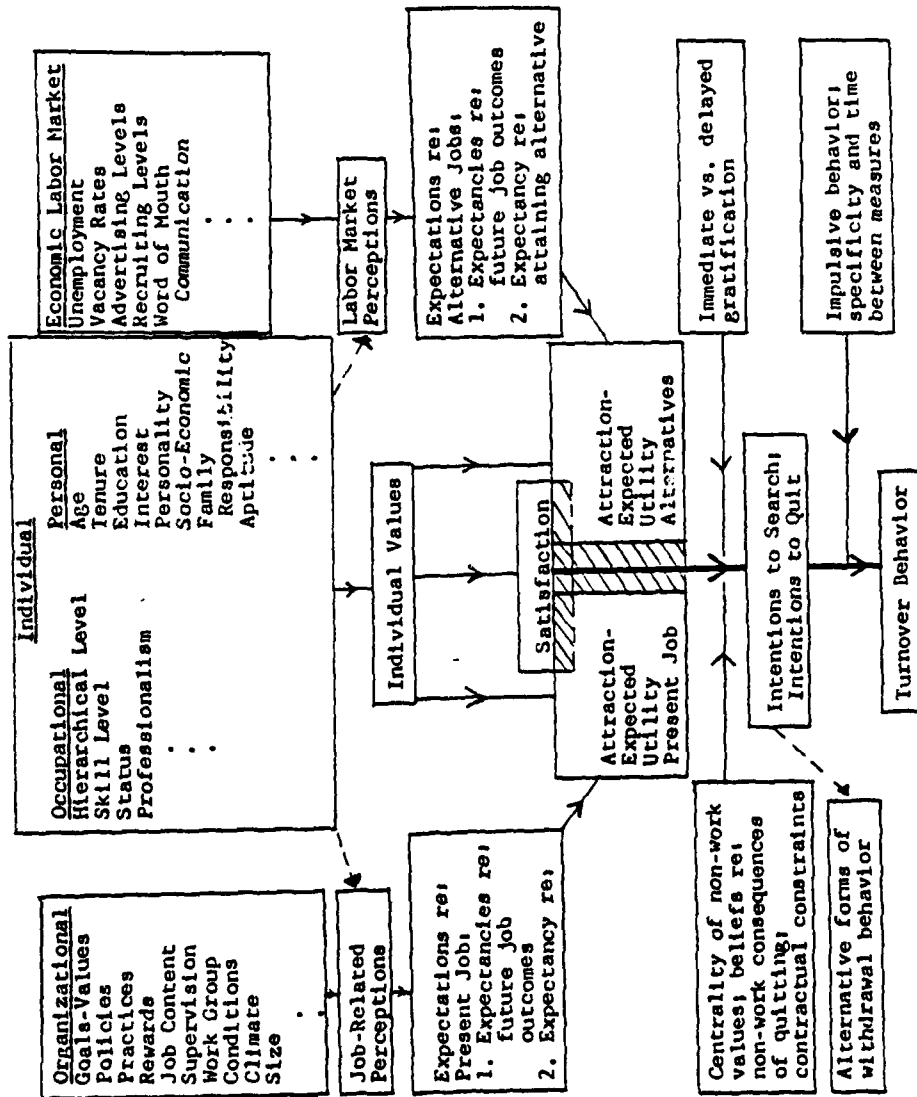 Organizational
Goals-Values
Policies
Practices
Rewards
Job Content
Supervision
Work Group
Conditions
Climate
Size
Individual
Occupational
Hierarchical Level
Skill Level
Status
Professionalism
Personal
Age
Tenure
Education
Interest
Personality
Socio-Economic
Family
Responsibility
Aptitude
Economic Labor Market
Unemployment
Vacancy Rates
Advertising Levels
Recruiting Levels
Word of Mouth
Communication
Job-Related
Perceptions
Individual Values
Labor Market
Perceptions
Expectations re:
Present Job:
1. Expectancies re:
future job
outcomes
2. Expectancy re:
Satisfaction
Expectations re:
Alternative Jobs:
1. Expectancies re:
future job outcomes
2. Expectancy re:
attaining alternative
Attraction-
Expected
Utility
Present Job
Attraction-
Expected
Utility
Alternatives
Centrality of non-work
values; beliefs re:
non-work consequences
of quitting;
contractual constraints
Immediate vs. delayed
gratification
Intentions to Search;
Intentions to Quit
Alternative forms of
withdrawal behavior
Impulsive behavior;
specificity and time
between measures
Turnover Behavior